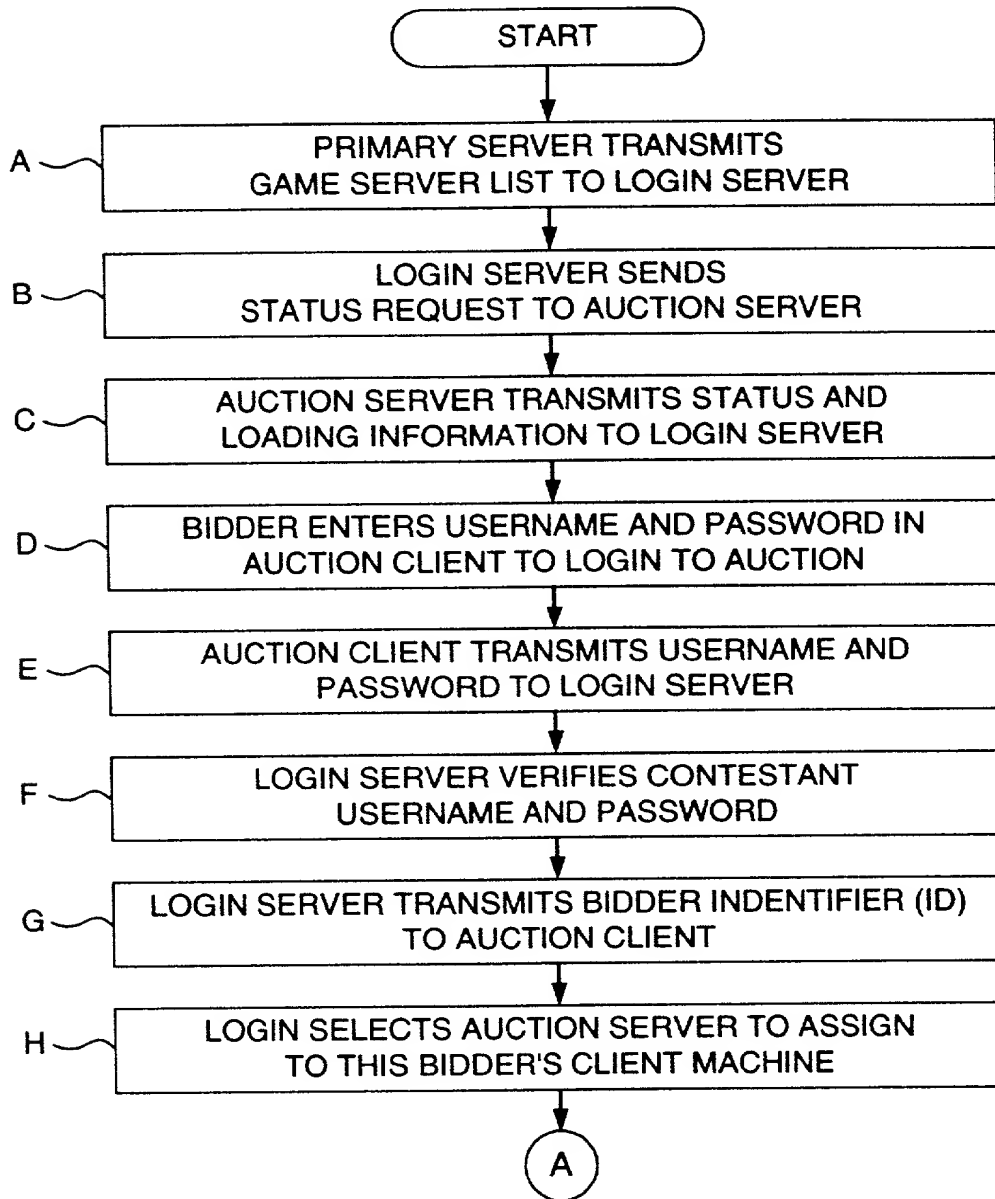 START
A
PRIMARY SERVER TRANSMITS
GAME SERVER LIST TO LOGIN SERVER
B
LOGIN SERVER SENDS
STATUS REQUEST TO AUCTION SERVER
C
AUCTION SERVER TRANSMITS STATUS AND
LOADING INFORMATION TO LOGIN SERVER
D
BIDDER ENTERS USERNAME AND PASSWORD IN
AUCTION CLIENT TO LOGIN TO AUCTION
E
AUCTION CLIENT TRANSMITS USERNAME AND
PASSWORD TO LOGIN SERVER
F
LOGIN SERVER VERIFIES CONTESTANT
USERNAME AND PASSWORD
G
LOGIN SERVER TRANSMITS BIDDER INDENTIFIER (ID)
TO AUCTION CLIENT
H
LOGIN SELECTS AUCTION SERVER TO ASSIGN
TO THIS BIDDER'S CLIENT MACHINE
A